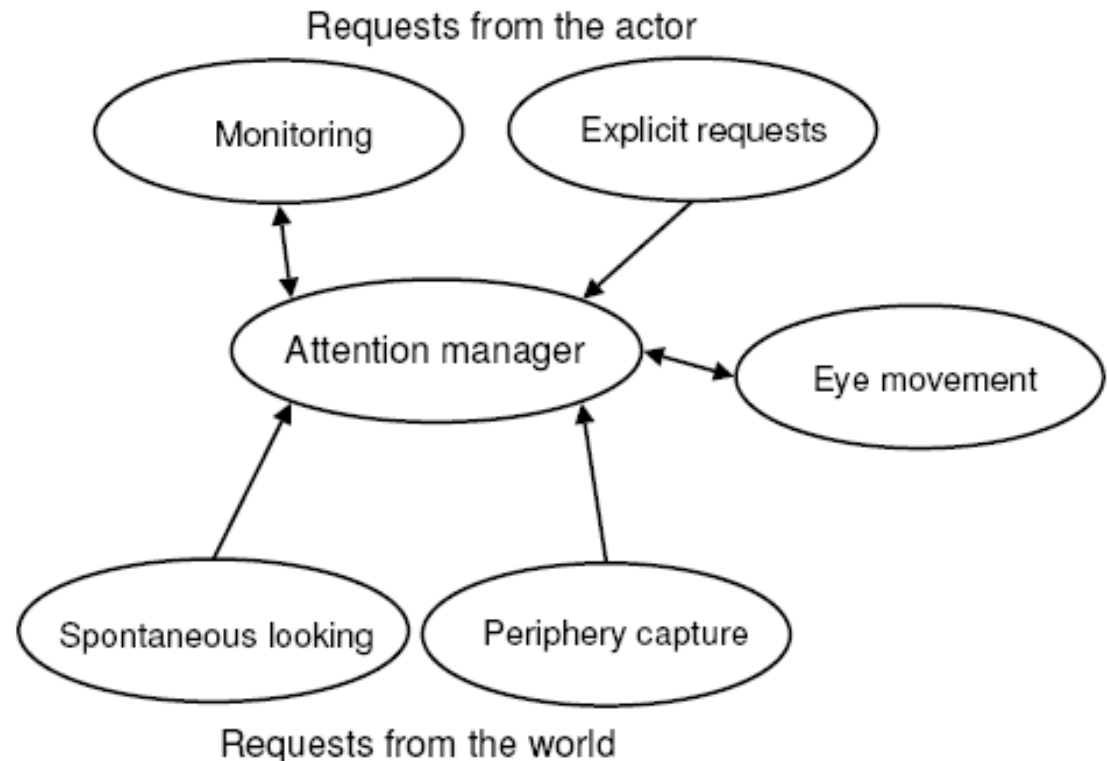 Requests from the actor
Monitoring
Explicit requests
Attention manager
Eye movement
Spontaneous looking
Periphery capture
Requests from the world